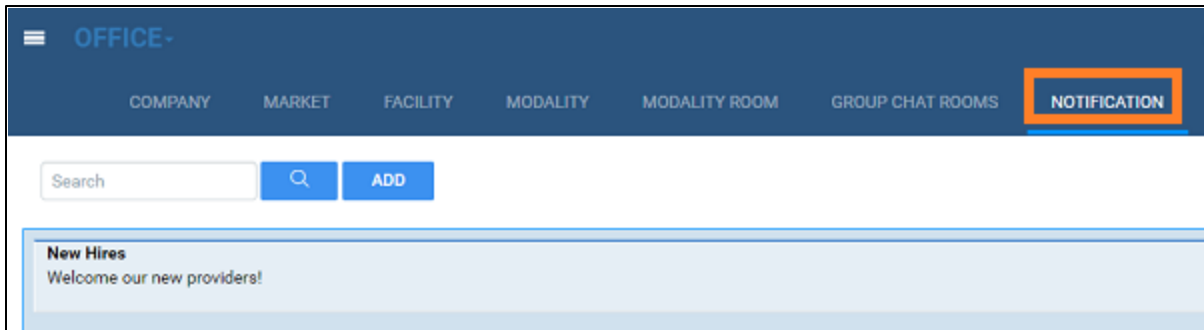 OFFICE
COMPANY MARKET FACILITY MODALITY MODALITY ROOM GROUP CHAT ROOMS NOTIFICATION
Search ADD
New Hires
Welcome our new providers!